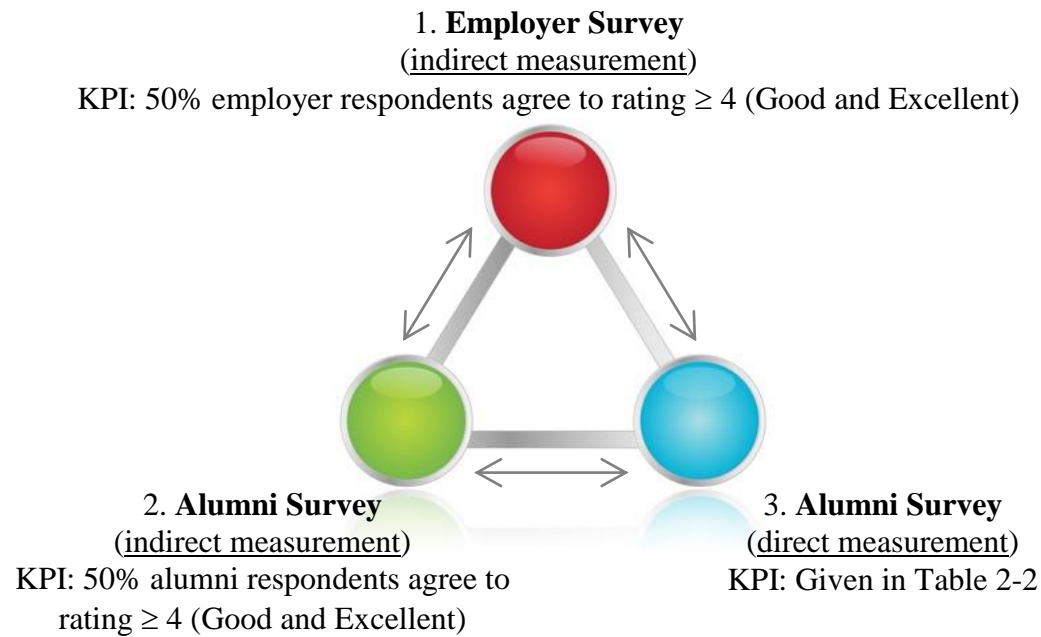 1. Employer Survey
(indirect measurement)
KPI: 50% employer respondents agree to rating ≥ 4 (Good and Excellent)
2. Alumni Survey
(indirect measurement)
KPI: 50% alumni respondents agree to
rating ≥ 4 (Good and Excellent)
3. Alumni Survey
(direct measurement)
KPI: Given in Table 2-2